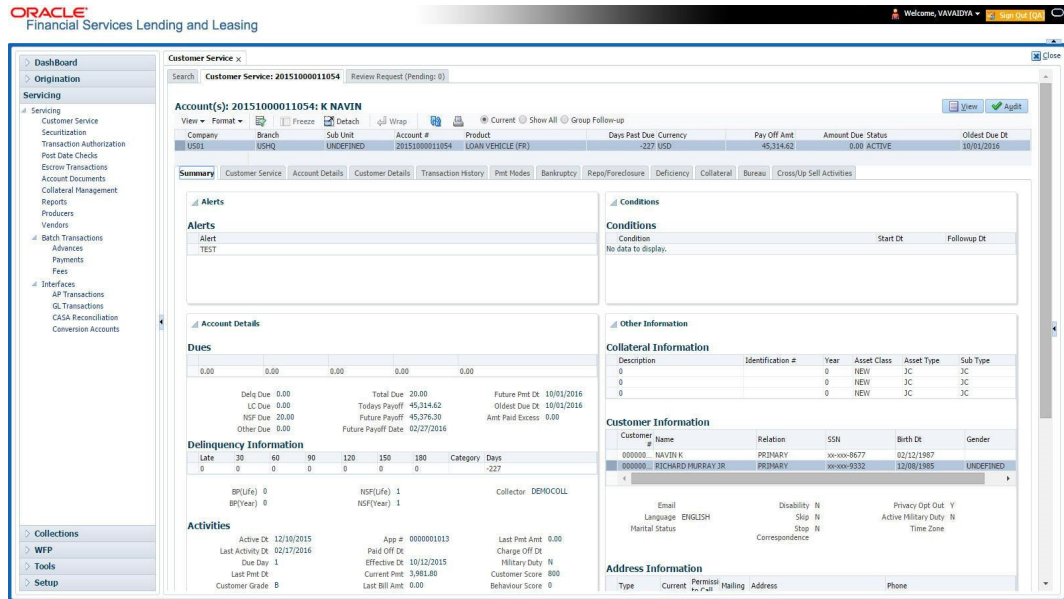 ORACLE
Financial Services Lending and Leasing
Welcome, VAVAIDYA
Sign Out [QA
Close
DashBoard
Origination
Servicing
Servicing
Customer Service
Securitization
Transaction Authorization
Post Date Checks
Escrow Transactions
Account Documents
Collateral Management
Reports
Producers
Vendors
Batch Transactions
Advances
Payments
Fees
Interfaces
AP Transactions
GL Transactions
CASA Reconciliation
Conversion Accounts
Collections
WFP
Tools
Setup
Customer Service x
Search Customer Service: 20151000011054 Review Request (Pending: 0)
Account(s): 20151000011054: K NAVIN
View Audit
View Format Freeze Detach Wrap Current Show All Group Follow-up
Company Branch Sub Unit Account # Product Days Past Due Currency Pay Off Amt Amount Due Status Oldest Due Dt
US01 USHQ UNDEFINED 20151000011054 LOAN VEHICLE (FR) -227 USD 45,314.62 0.00 ACTIVE 10/01/2016
Summary Customer Service Account Details Customer Details Transaction History Pmt Modes Bankruptcy Repo/Foreclosure Deficiency Collateral Bureau Cross/Up Sell Activities
Alerts
Alerts
Alert
TEST
Conditions
Conditions
Condition Start Dt Followup Dt
No data to display.
Account Details
Dues
0.00 0.00 0.00 0.00 0.00
Delq Due 0.00 Total Due 20.00 Future Pmt Dt 10/01/2016
LC Due 0.00 Todays Payoff 45,314.62 Oldest Due Dt 10/01/2016
NSF Due 20.00 Future Payoff 45,376.30 Amt Paid Excess 0.00
Other Due 0.00 Future Payoff Date 02/27/2016
Delinquency Information
Late 30 60 90 120 150 180 Category Days
0 0 0 0 0 0 0 -227
BP(Life) 0 NSF(Life) 1 Collector DEMOCOLL
BP(Year) 0 NSF(Year) 1
Activities
Active Dt 12/10/2015 App # 0000001013 Last Pmt Amt 0.00
Last Activity Dt 02/17/2016 Paid Off Dt Charge Off Dt
Due Day 1 Effective Dt 10/12/2015 Military Duty N
Last Pmt Dt Current Pmt 3,981.80 Customer Score 800
Customer Grade B Last Bill Amt 0.00 Behaviour Score 0
Other Information
Collateral Information
Description Identification # Year Asset Class Asset Type Sub Type
0 0 NEW JC JC
0 0 NEW JC JC
0 0 NEW JC JC
Customer Information
Customer # Name Relation SSN Birth Dt Gender
000000... NAVIN K PRIMARY xx-xxx-8677 02/12/1987
000000... RICHARD MURRAY JR PRIMARY xx-xxx-9332 12/08/1985 UNDEFINED
Email Disability N Privacy Opt Out Y
Language ENGLISH Skip N Active Military Duty N
Marital Status Stop Correspondence N Time Zone
Address Information
Type Current Permissi to Call Mailing Address Phone